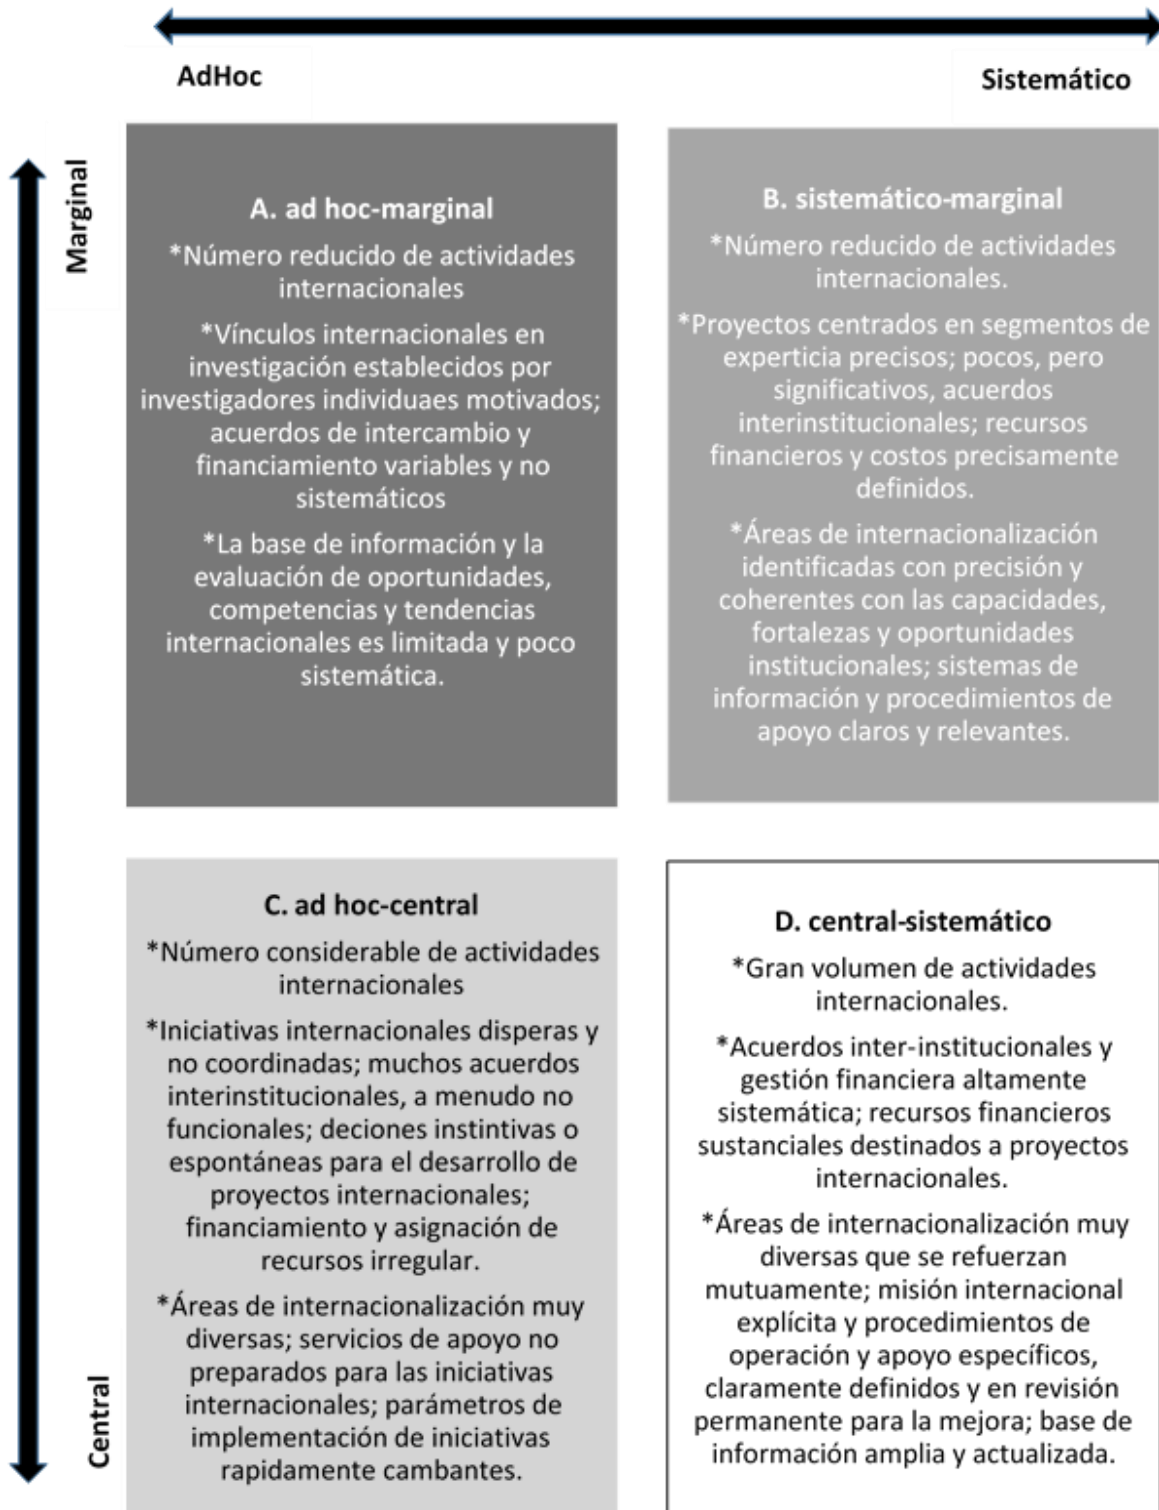 AdHoc
Sistemático
Marginal
A. ad hoc-marginal
*Número reducido de actividades
internacionales
*Vínculos internacionales en
investigación establecidos por
investigadores individuaes motivados;
acuerdos de intercambio y
financiamiento variables y no
sistemáticos
*La base de información y la
evaluación de oportunidades,
competencias y tendencias
internacionales es limitada y poco
sistemática.
B. sistemático-marginal
*Número reducido de actividades
internacionales.
*Proyectos centrados en segmentos de
experticia precisos; pocos, pero
significativos, acuerdos
interinstitucionales; recursos
financieros y costos precisamente
definidos.
*Áreas de internacionalización
identificadas con precisión y
coherentes con las capacidades,
fortalezas y oportunidades
institucionales; sistemas de
información y procedimientos de
apoyo claros y relevantes.
Central
C. ad hoc-central
*Número considerable de actividades
internacionales
*Iniciativas internacionales disperas y
no coordinadas; muchos acuerdos
interinstitucionales, a menudo no
funcionales; deciones instintivas o
espontáneas para el desarrollo de
proyectos internacionales;
financiamiento y asignación de
recursos irregular.
*Áreas de internacionalización muy
diversas; servicios de apoyo no
preparados para las iniciativas
internacionales; parámetros de
implementación de iniciativas
rapidamente cambantes.
D. central-sistemático
*Gran volumen de actividades
internacionales.
*Acuerdos inter-institucionales y
gestión financiera altamente
sistemática; recursos financieros
sustanciales destinados a proyectos
internacionales.
*Áreas de internacionalización muy
diversas que se refuerzan
mutuamente; misión internacional
explícita y procedimientos de
operación y apoyo específicos,
claramente definidos y en revisión
permanente para la mejora; base de
información amplia y actualizada.